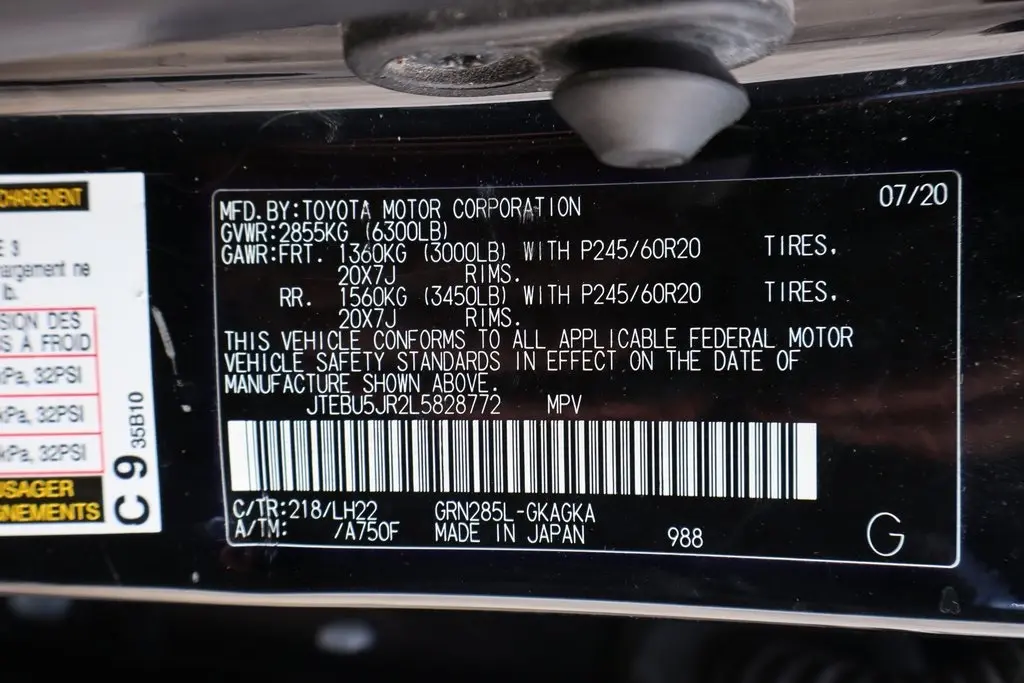 CHARGEMENT
E 3
argement ne
lb.
SION DES
S À FROID
kPa, 32PSI
kPa, 32PSI
kPa, 32PSI
USAGER
GNEMENTS
C 9 35B10
07/20
MFD.BY:TOYOTA MOTOR CORPORATION
GVWR:2855KG (6300LB)
GAWR:FRT. 1360KG (3000LB) WITH P245/60R20 TIRES,
20X7J RIMS.
RR. 1560KG (3450LB) WITH P245/60R20 TIRES,
20X7J RIMS.
THIS VEHICLE CONFORMS TO ALL APPLICABLE FEDERAL MOTOR
VEHICLE SAFETY STANDARDS IN EFFECT ON THE DATE OF
MANUFACTURE SHOWN ABOVE.
JTEBU5JR2L5828772 MPV
C/TR:218/LH22 GRN285L-GKAGKA
A/TM: /A750F MADE IN JAPAN 988 G